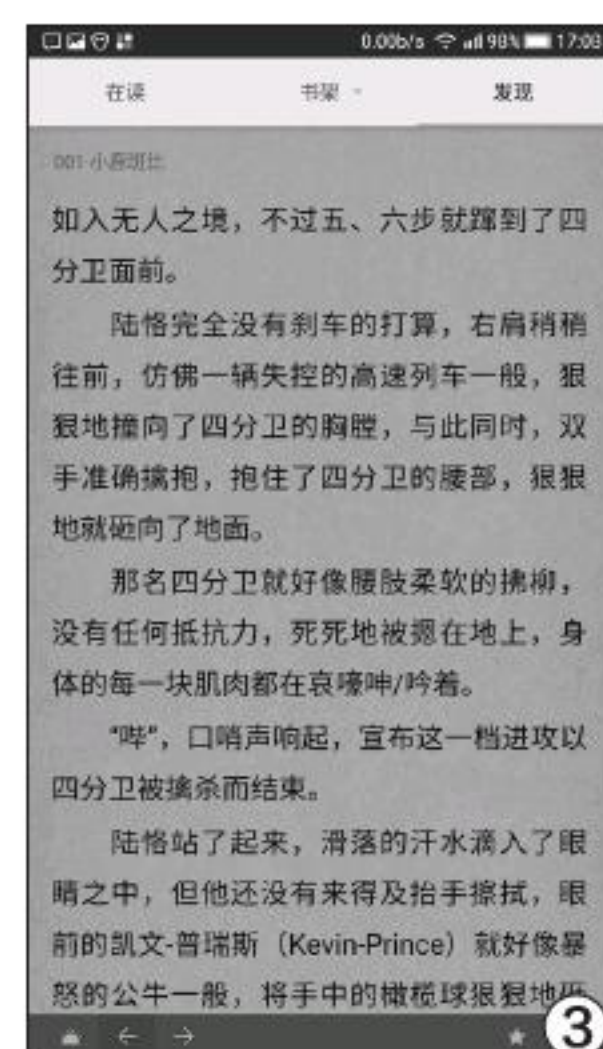 0.00b/s 98% 17:03
在读 书架 发现
001 小鹿斑比
如入无人之境，不过五、六步就蹿到了四
分卫面前。
陆恪完全没有刹车的打算，右肩稍稍
往前，仿佛一辆失控的高速列车一般，狠
狠地撞向了四分卫的胸膛，与此同时，双
手准确擒抱，抱住了四分卫的腰部，狠狠
地就砸向了地面。
那名四分卫就好像腰肢柔软的拂柳，
没有任何抵抗力，死死地被摁在地上，身
体的每一块肌肉都在哀嚎呻/吟着。
“哔”，口哨声响起，宣布这一档进攻以
四分卫被擒杀而结束。
陆恪站了起来，滑落的汗水滴入了眼
睛之中，但他还没有来得及抬手擦拭，眼
前的凯文-普瑞斯（Kevin-Prince）就好像暴
怒的公牛一般，将手中的橄榄球狠狠地砸
③